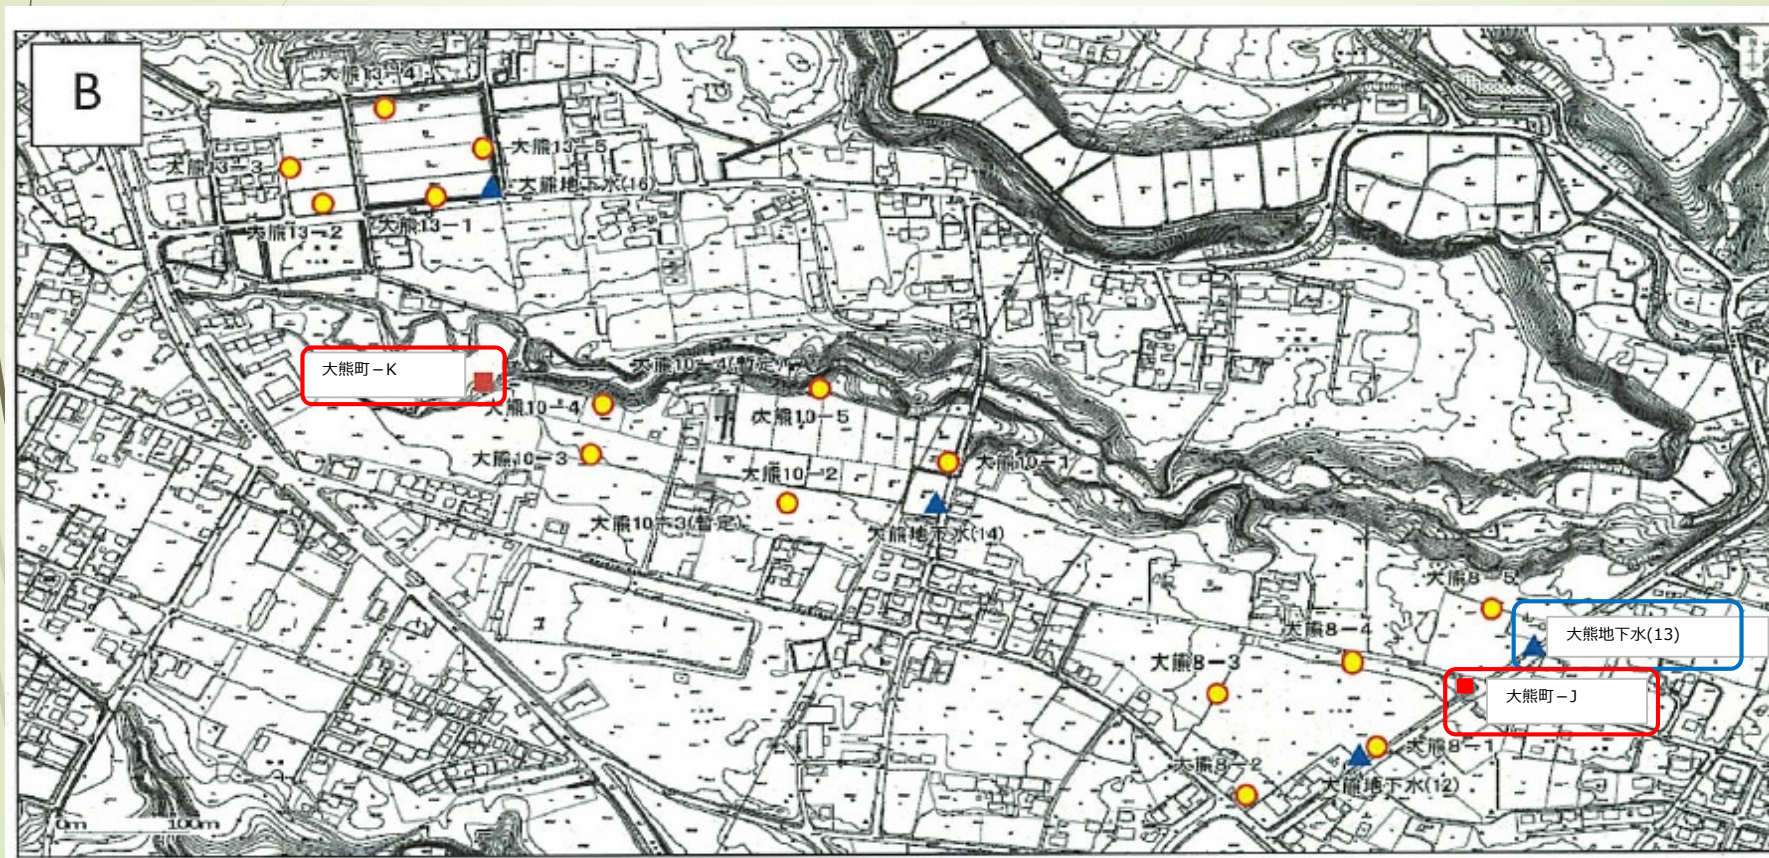 B
大熊13-4
大熊13-5
大熊13-3
大熊地下水(16)
大熊13-2
大熊13-1
大熊町-K
大熊10-4(暫定)
大熊10-4
大熊10-5
大熊10-3
大熊10-2
大熊10-1
大熊10-3(暫定)
大熊地下水(14)
大熊8-5
大熊8-4
大熊地下水(13)
大熊8-3
大熊町-J
大熊8-1
大熊8-2
大熊地下水(12)
0m 100m